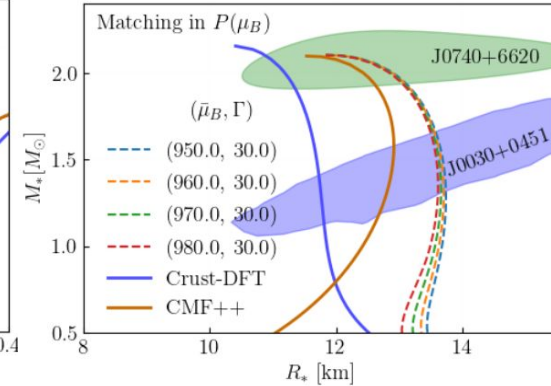 Matching in P(μ_B)
J0740+6620
J0030+0451
(μ̄_B, Γ)
(950.0, 30.0)
(960.0, 30.0)
(970.0, 30.0)
(980.0, 30.0)
Crust-DFT
CMF++
M_*[M_⊙]
2.0
1.5
1.0
0.5
0.4
8 10 12 14
R_* [km]